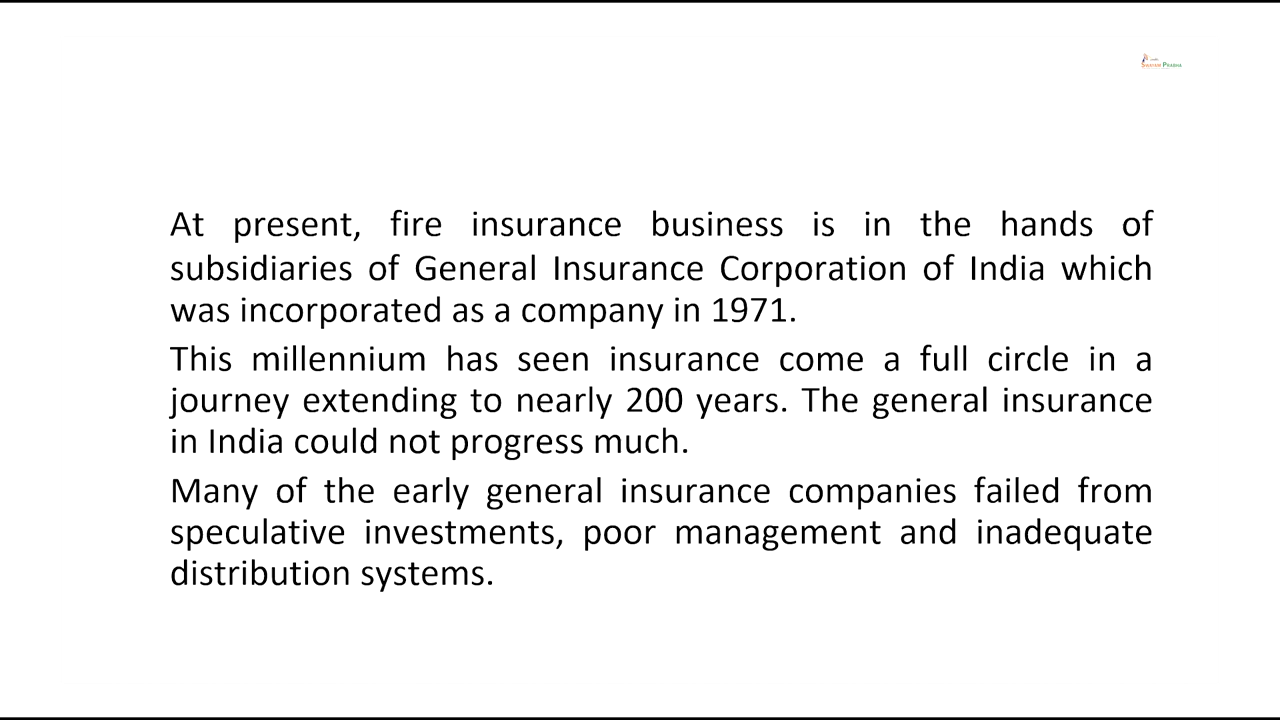 SWAYAM PRABHA
At present, fire insurance business is in the hands of
subsidiaries of General Insurance Corporation of India which
was incorporated as a company in 1971.
This millennium has seen insurance come a full circle in a
journey extending to nearly 200 years. The general insurance
in India could not progress much.
Many of the early general insurance companies failed from
speculative investments, poor management and inadequate
distribution systems.